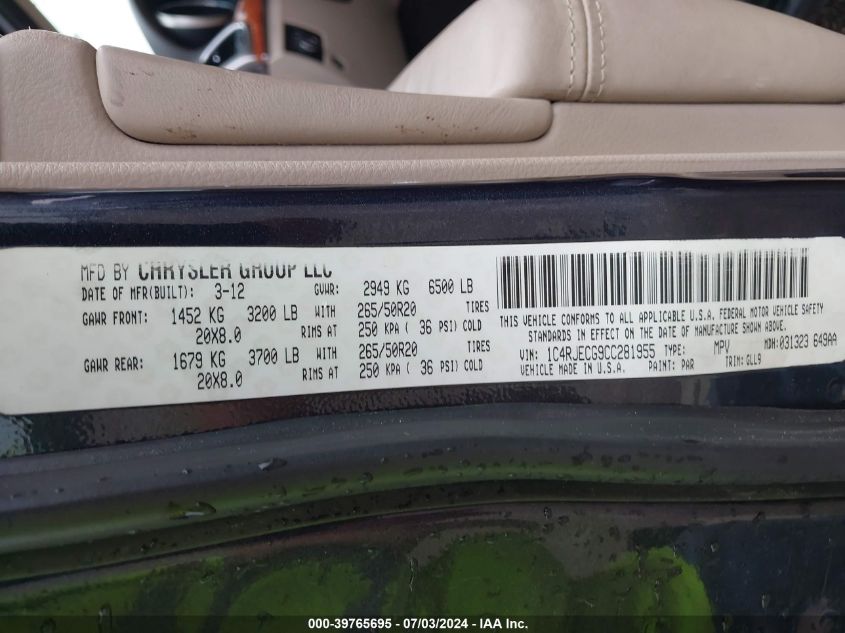 MFD BY CHRYSLER GROUP LLC
DATE OF MFR(BUILT): 3-12 GVWR: 2949 KG 6500 LB
GAWR FRONT: 1452 KG 3200 LB WITH 265/50R20 TIRES
20X8.0 RIMS AT 250 KPA ( 36 PSI) COLD
GAWR REAR: 1679 KG 3700 LB WITH 265/50R20 TIRES
20X8.0 RIMS AT 250 KPA ( 36 PSI) COLD
THIS VEHICLE CONFORMS TO ALL APPLICABLE U.S.A. FEDERAL MOTOR VEHICLE SAFETY
STANDARDS IN EFFECT ON THE DATE OF MANUFACTURE SHOWN ABOVE.
VIN: 1C4RJECG9CC281955 TYPE: MPV MDH:031323 649AA
VEHICLE MADE IN U.S.A. PAINT: PAR TRIM: GLL9
000-39765695 / 07/03/2024 - IAA Inc.